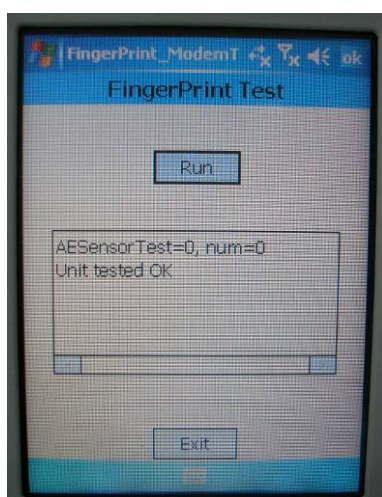 FingerPrint_ModemT ok
FingerPrint Test
Run
AESensorTest=0, num=0
Unit tested OK
Exit